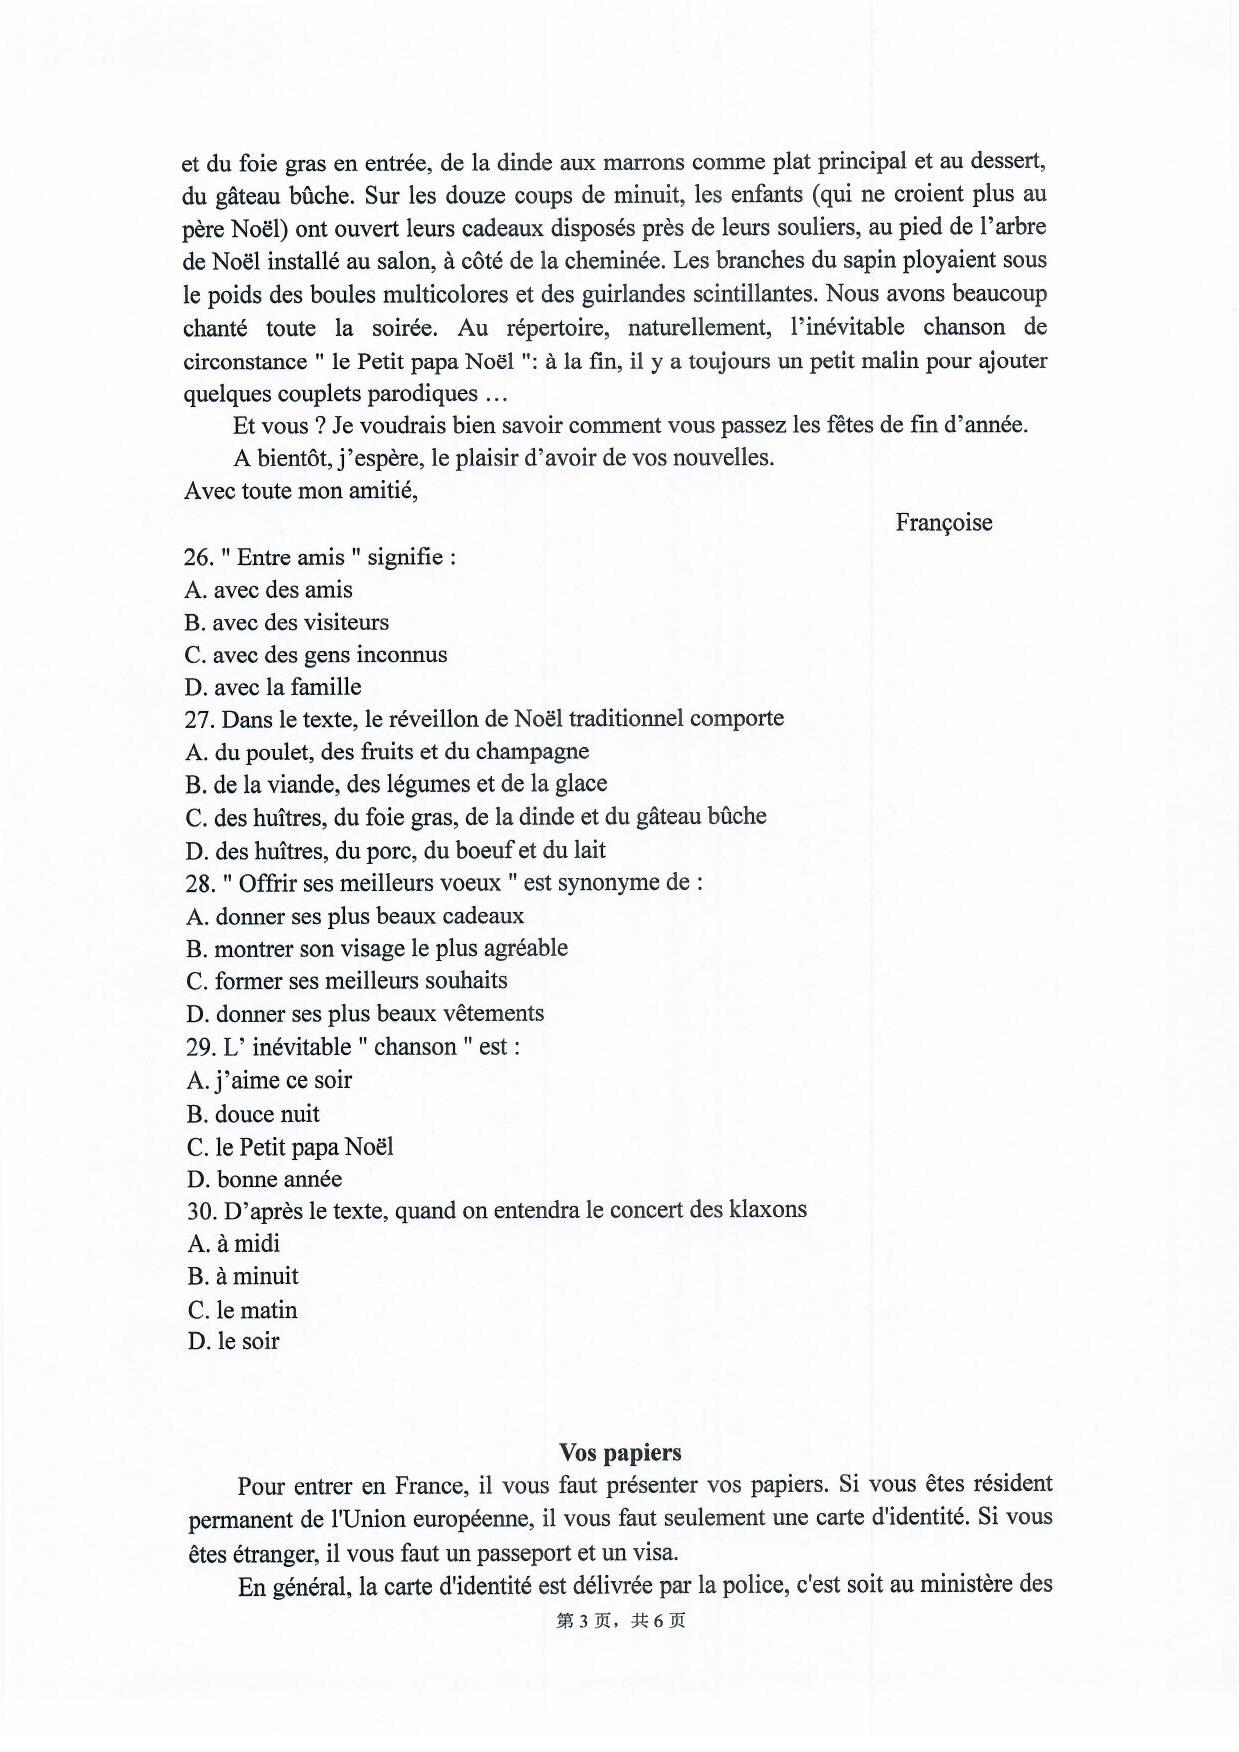 et du foie gras en entrée, de la dinde aux marrons comme plat principal et au dessert,
du gâteau bûche. Sur les douze coups de minuit, les enfants (qui ne croient plus au
père Noël) ont ouvert leurs cadeaux disposés près de leurs souliers, au pied de l’arbre
de Noël installé au salon, à côté de la cheminée. Les branches du sapin ployaient sous
le poids des boules multicolores et des guirlandes scintillantes. Nous avons beaucoup
chanté toute la soirée. Au répertoire, naturellement, l’inévitable chanson de
circonstance " le Petit papa Noël ": à la fin, il y a toujours un petit malin pour ajouter
quelques couplets parodiques …
Et vous ? Je voudrais bien savoir comment vous passez les fêtes de fin d’année.
A bientôt, j’espère, le plaisir d’avoir de vos nouvelles.
Avec toute mon amitié,
Françoise
26. " Entre amis " signifie :
A. avec des amis
B. avec des visiteurs
C. avec des gens inconnus
D. avec la famille
27. Dans le texte, le réveillon de Noël traditionnel comporte
A. du poulet, des fruits et du champagne
B. de la viande, des légumes et de la glace
C. des huîtres, du foie gras, de la dinde et du gâteau bûche
D. des huîtres, du porc, du boeuf et du lait
28. " Offrir ses meilleurs voeux " est synonyme de :
A. donner ses plus beaux cadeaux
B. montrer son visage le plus agréable
C. former ses meilleurs souhaits
D. donner ses plus beaux vêtements
29. L’ inévitable " chanson " est :
A. j’aime ce soir
B. douce nuit
C. le Petit papa Noël
D. bonne année
30. D’après le texte, quand on entendra le concert des klaxons
A. à midi
B. à minuit
C. le matin
D. le soir
Vos papiers
Pour entrer en France, il vous faut présenter vos papiers. Si vous êtes résident
permanent de l'Union européenne, il vous faut seulement une carte d'identité. Si vous
êtes étranger, il vous faut un passeport et un visa.
En général, la carte d'identité est délivrée par la police, c'est soit au ministère des
第 3 页，共 6 页